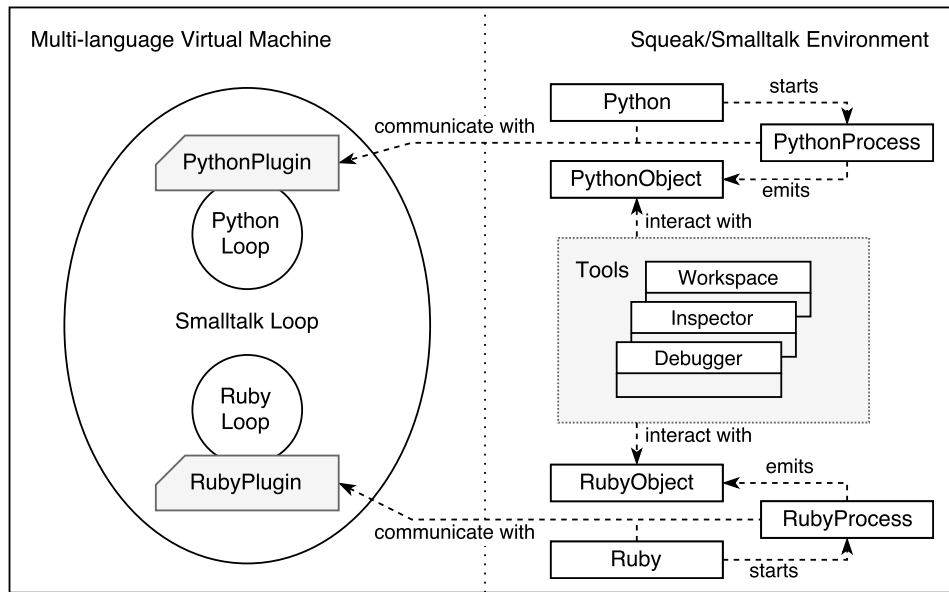 Multi-language Virtual Machine
Squeak/Smalltalk Environment
PythonPlugin
Python
Loop
Smalltalk Loop
Ruby
Loop
RubyPlugin
communicate with
communicate with
Python
starts
PythonProcess
PythonObject
emits
interact with
Tools
Workspace
Inspector
Debugger
interact with
RubyObject
emits
RubyProcess
Ruby
starts